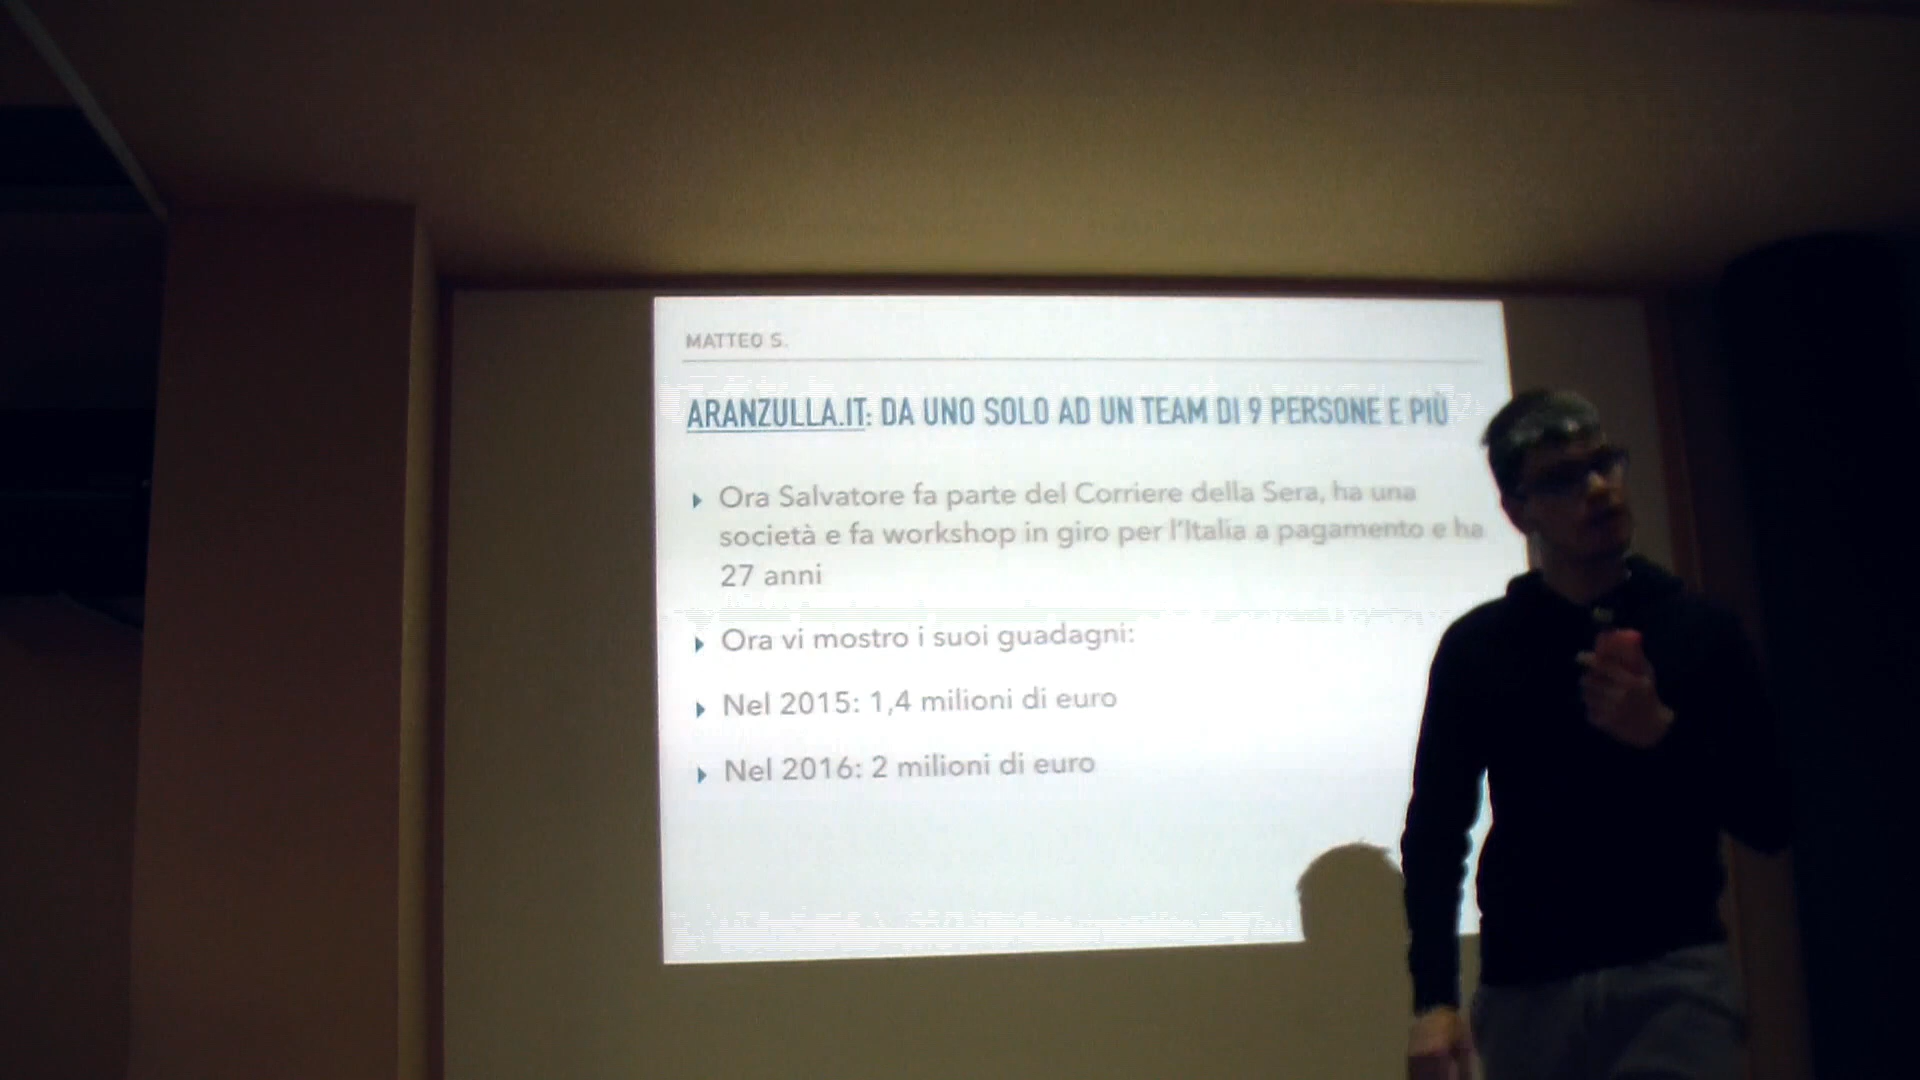 MATTEO S.
ARANZULLA.IT: DA UNO SOLO AD UN TEAM DI 9 PERSONE E PIÙ
Ora Salvatore fa parte del Corriere della Sera, ha una
società e fa workshop in giro per l'Italia a pagamento e ha
27 anni
Ora vi mostro i suoi guadagni:
Nel 2015: 1,4 milioni di euro
Nel 2016: 2 milioni di euro